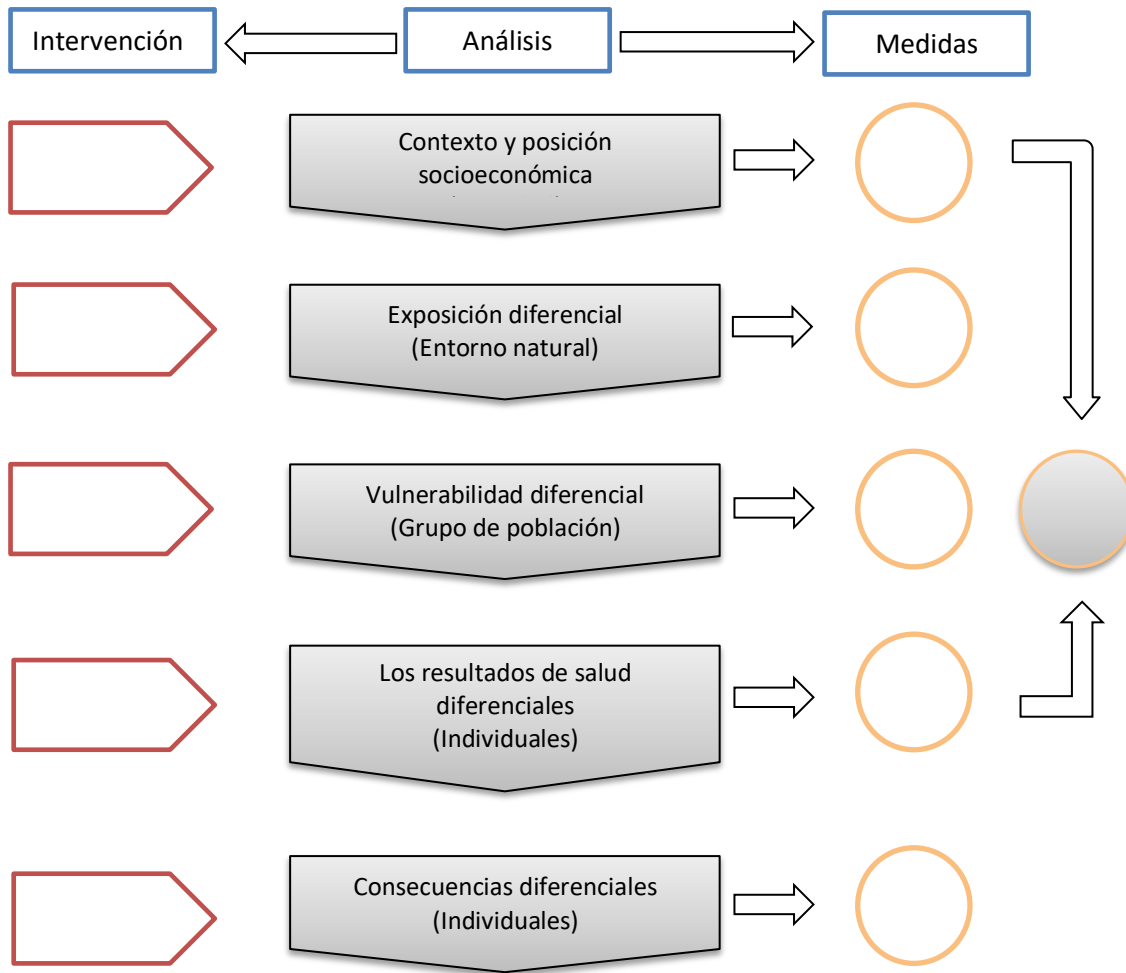 Intervención
Análisis
Medidas
Contexto y posición
socioeconómica
Exposición diferencial
(Entorno natural)
Vulnerabilidad diferencial
(Grupo de población)
Los resultados de salud
diferenciales
(Individuales)
Consecuencias diferenciales
(Individuales)